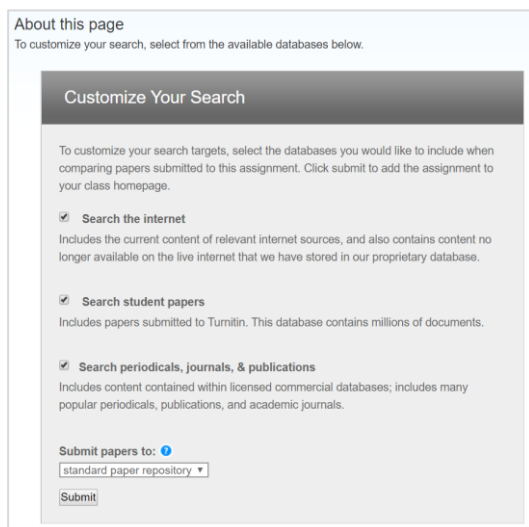 About this page
To customize your search, select from the available databases below.
Customize Your Search
To customize your search targets, select the databases you would like to include when
comparing papers submitted to this assignment. Click submit to add the assignment to
your class homepage.
Search the internet
Includes the current content of relevant internet sources, and also contains content no
longer available on the live internet that we have stored in our proprietary database.
Search student papers
Includes papers submitted to Turnitin. This database contains millions of documents.
Search periodicals, journals, & publications
Includes content contained within licensed commercial databases; includes many
popular periodicals, publications, and academic journals.
Submit papers to: ?
standard paper repository ▼
Submit